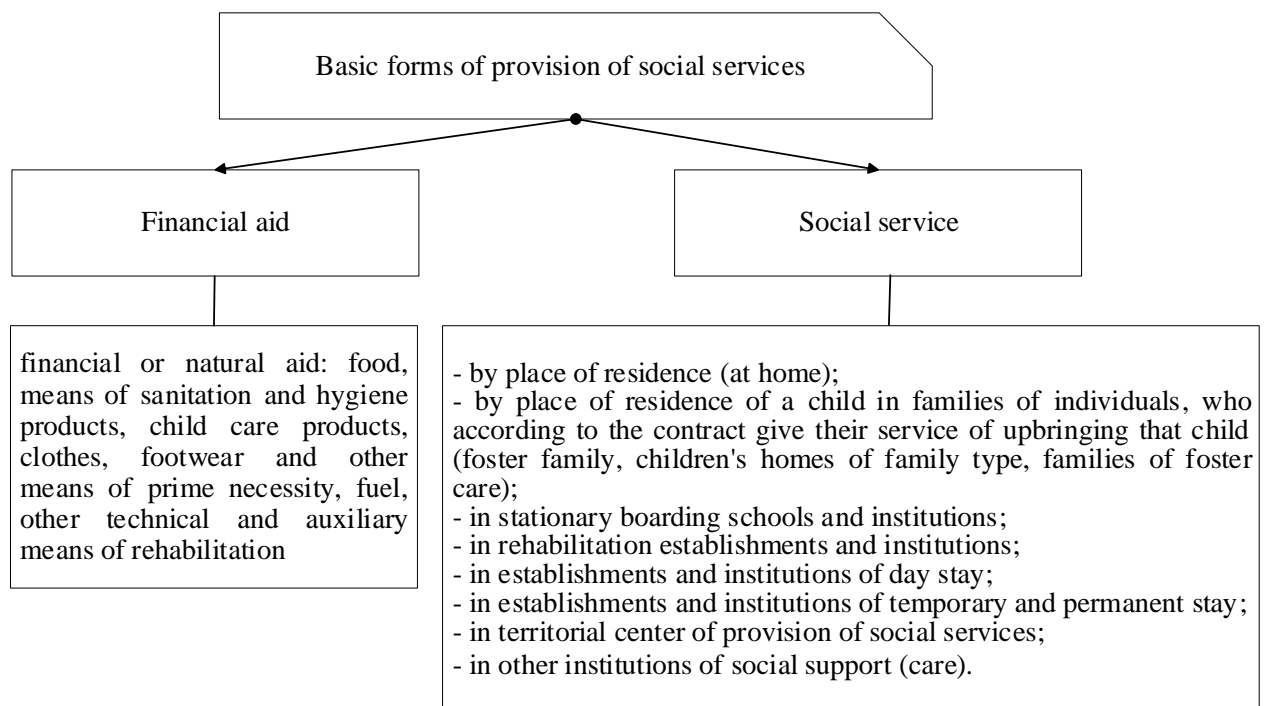 Basic forms of provision of social services
Financial aid
Social service
financial or natural aid: food,
means of sanitation and hygiene
products, child care products,
clothes, footwear and other
means of prime necessity, fuel,
other technical and auxiliary
means of rehabilitation
- by place of residence (at home);
- by place of residence of a child in families of individuals, who
according to the contract give their service of upbringing that child
(foster family, children's homes of family type, families of foster
care);
- in stationary boarding schools and institutions;
- in rehabilitation establishments and institutions;
- in establishments and institutions of day stay;
- in establishments and institutions of temporary and permanent stay;
- in territorial center of provision of social services;
- in other institutions of social support (care).